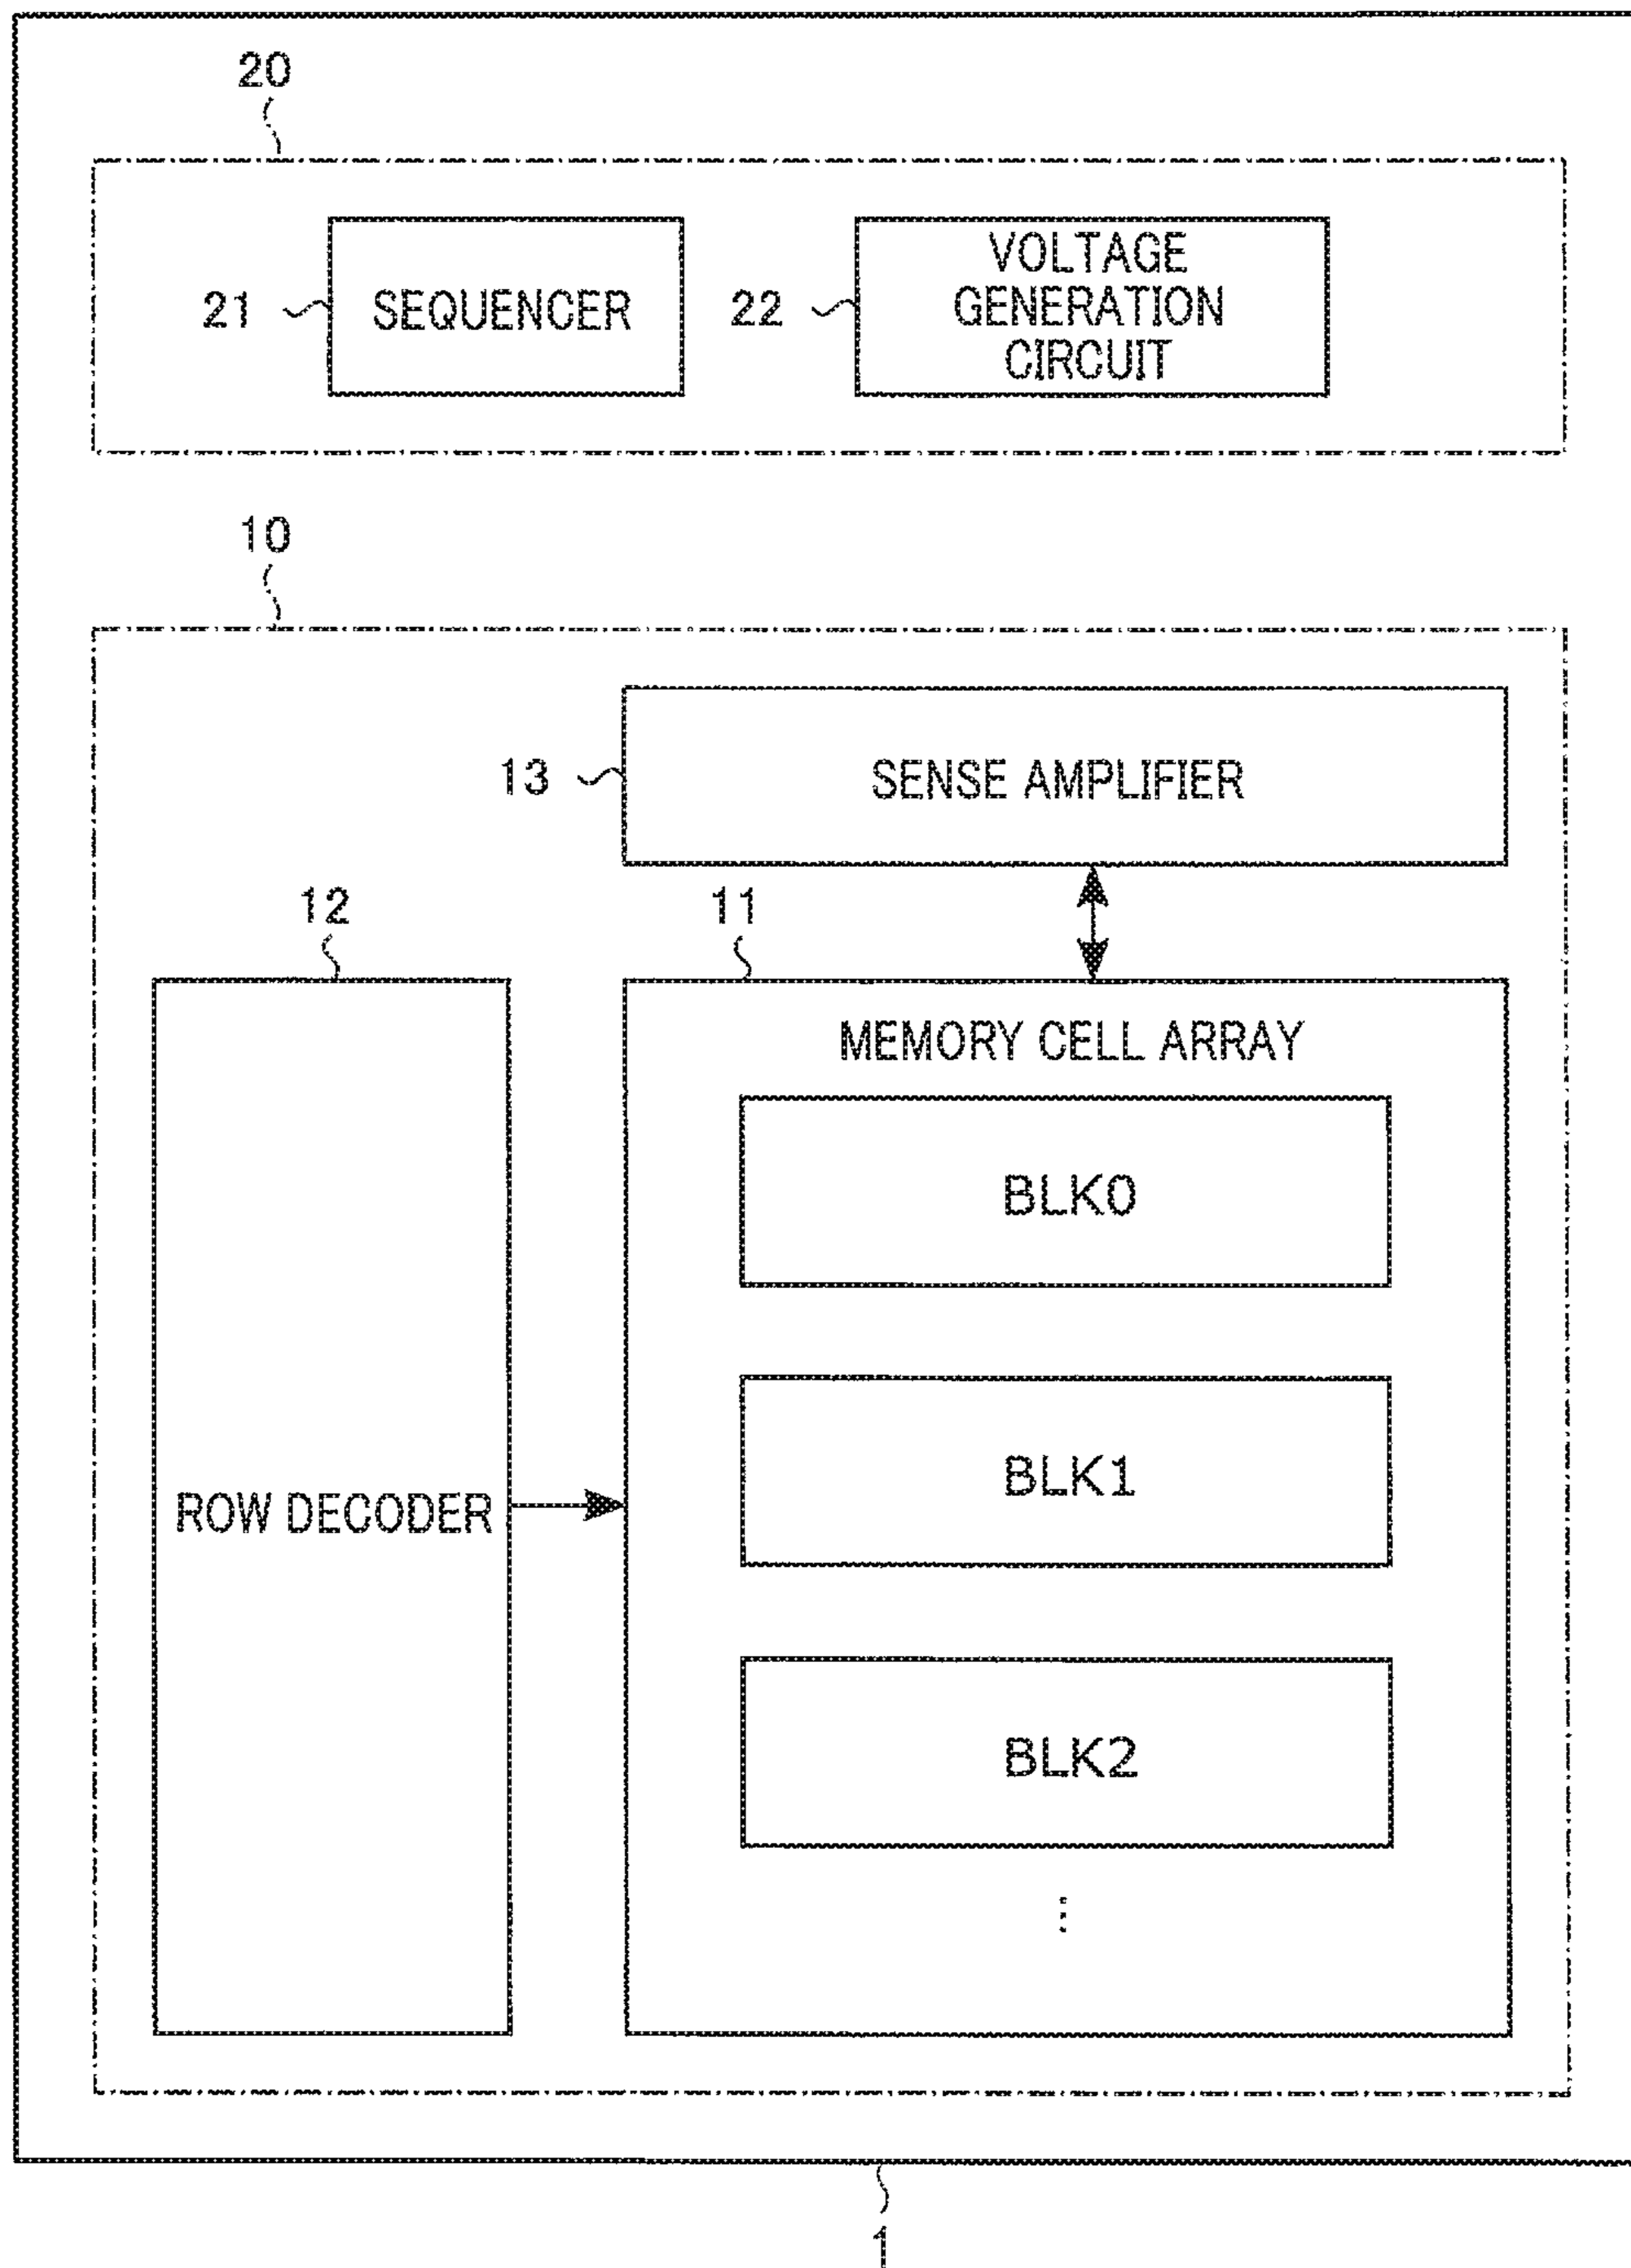 20
21
SEQUENCER
22
VOLTAGE
GENERATION
CIRCUIT
10
13
SENSE AMPLIFIER
12
11
MEMORY CELL ARRAY
BLK0
BLK1
ROW DECODER
BLK2
⋮
1